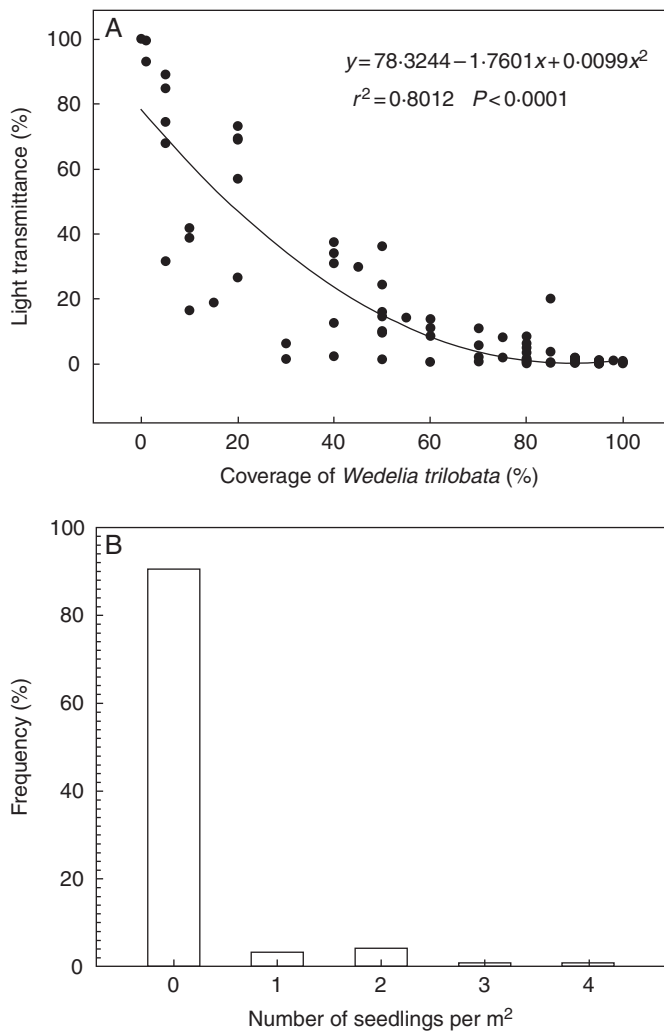 A
y=78·3244−1·7601x+0·0099x²
r²=0·8012 P<0·0001
Light transmittance (%)
100
80
60
40
20
0
0 20 40 60 80 100
Coverage of Wedelia trilobata (%)
B
Frequency (%)
100
80
60
40
20
0
0 1 2 3 4
Number of seedlings per m²